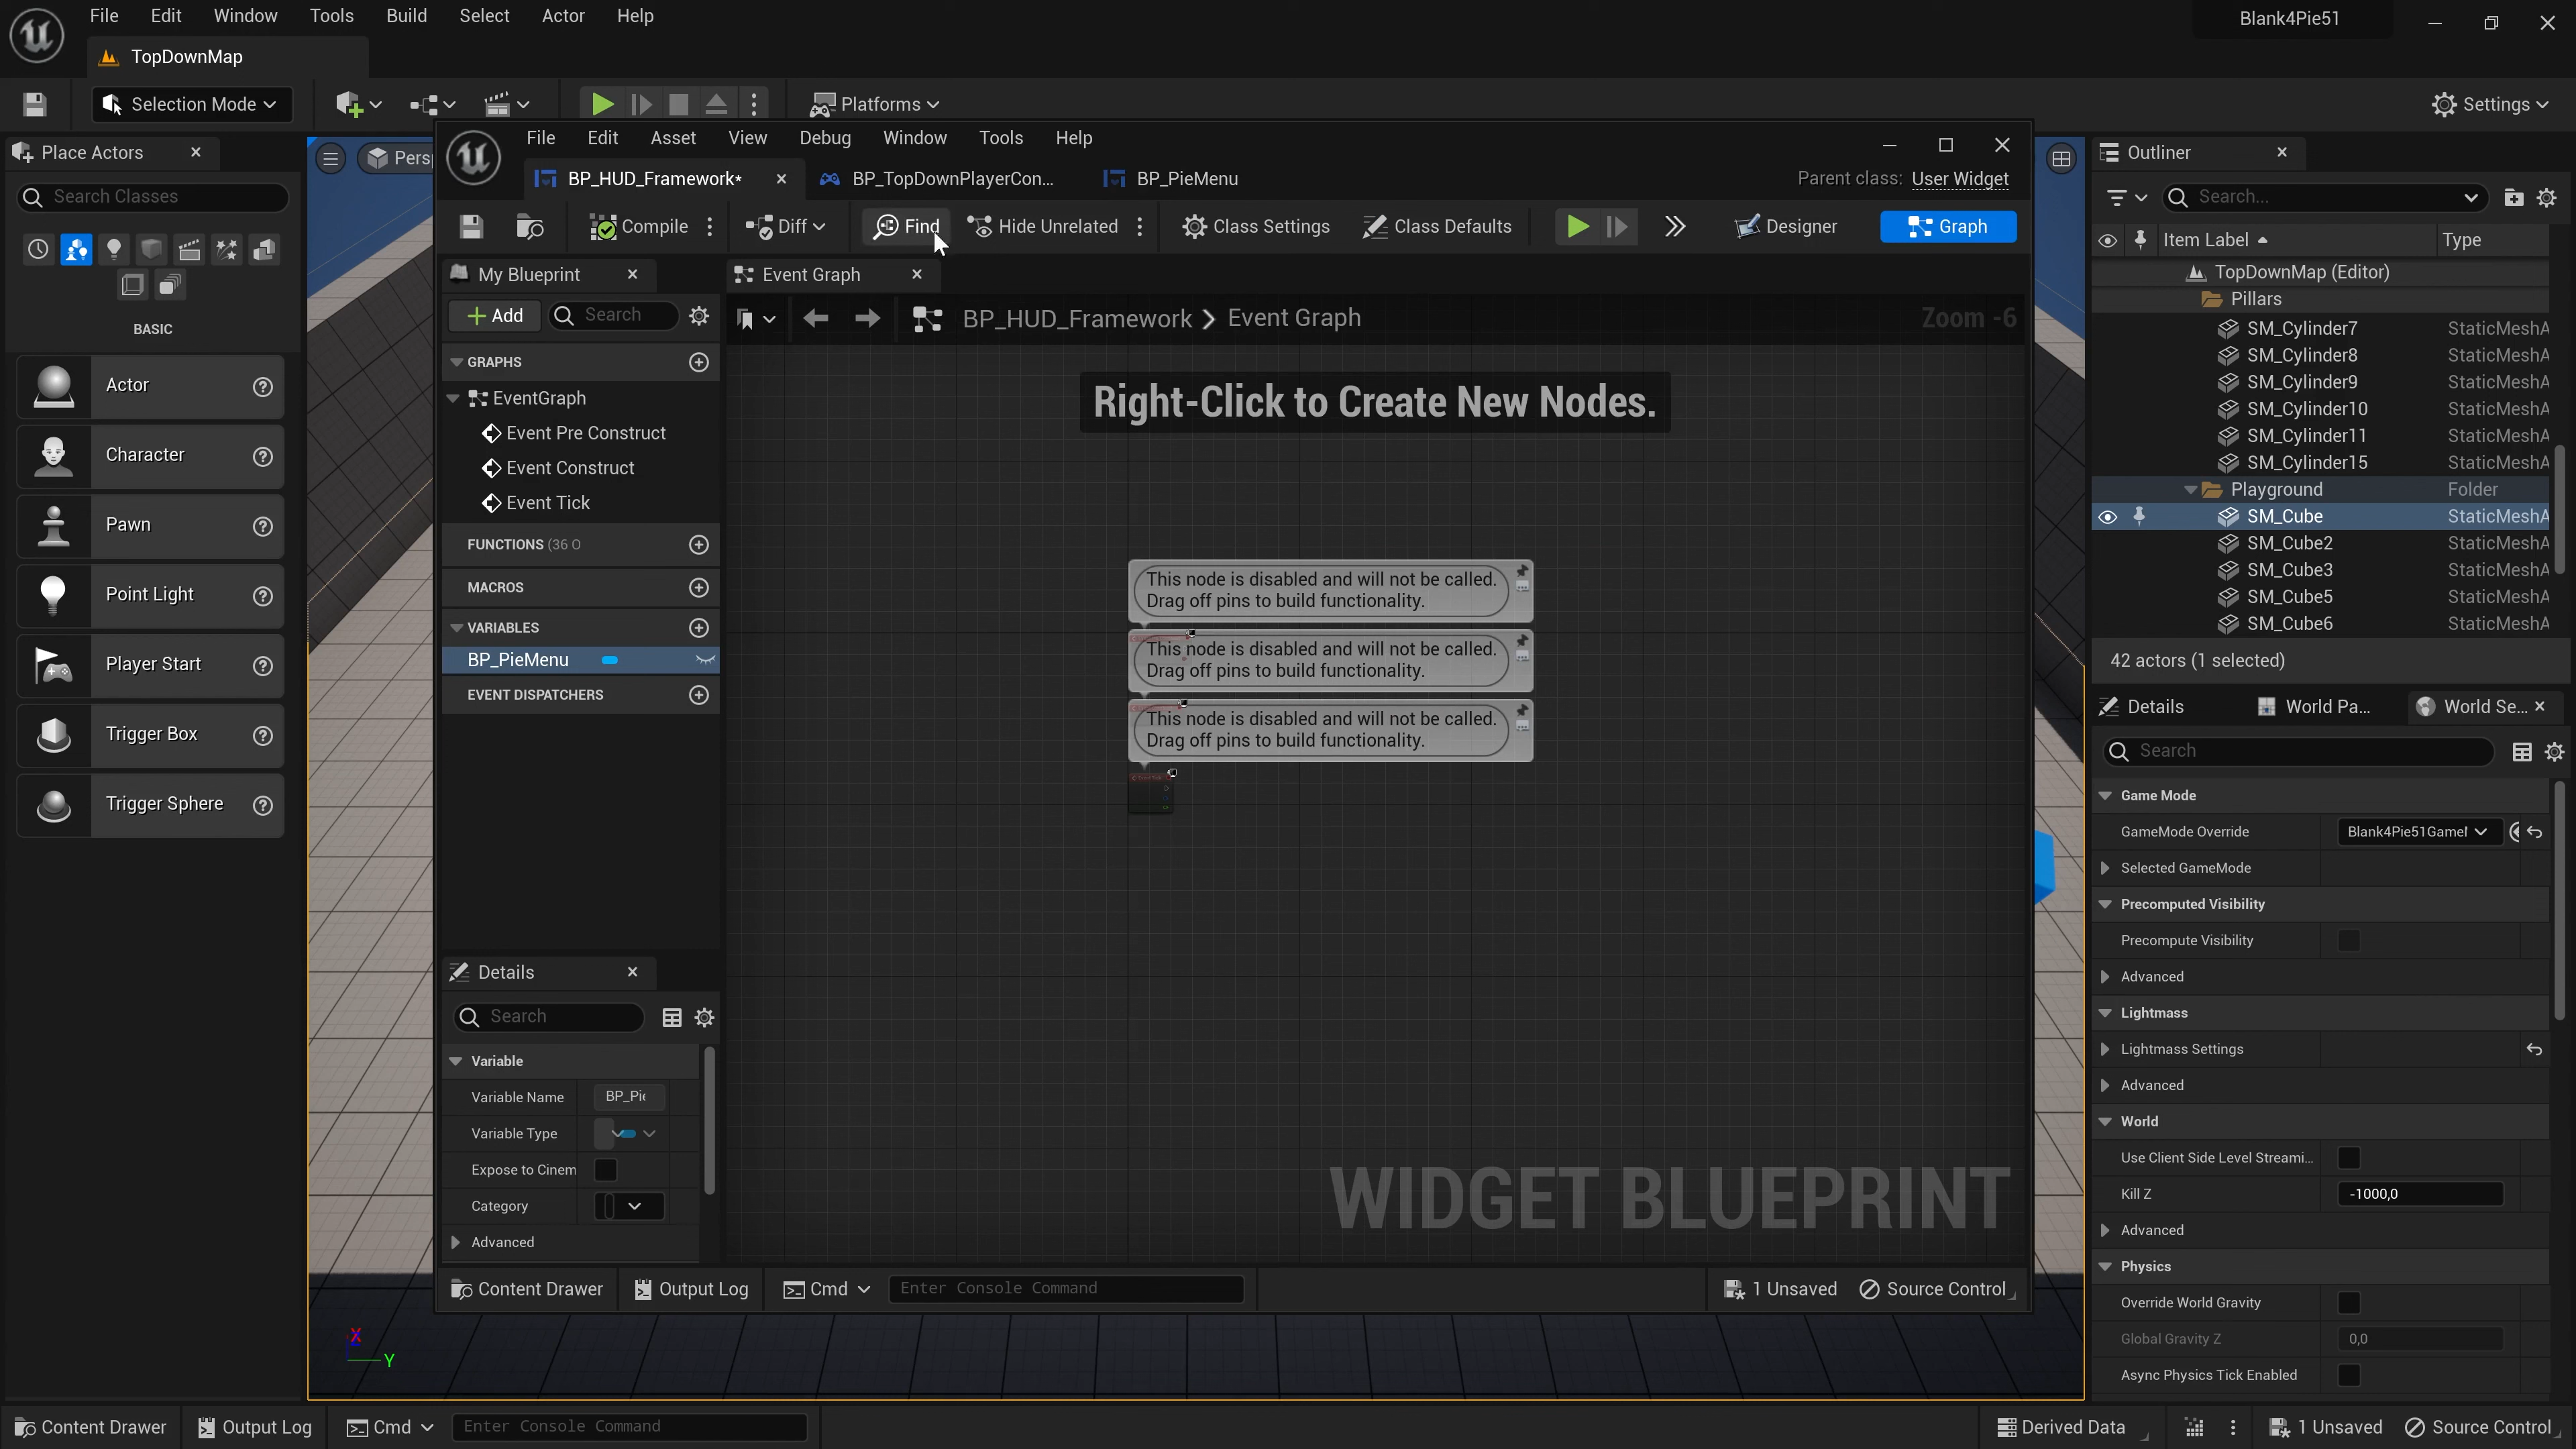 File Edit Window Tools Build Select Actor Help
Blank4Pie51
TopDownMap
Selection Mode
Platforms
Settings
Place Actors
Search Classes
BASIC
Actor
Character
Pawn
Point Light
Player Start
Trigger Box
Trigger Sphere
Pers
File Edit Asset View Debug Window Tools Help
BP_HUD_Framework*
BP_TopDownPlayerCon...
BP_PieMenu
Parent class: User Widget
Compile
Diff
Find
Hide Unrelated
Class Settings
Class Defaults
Designer
Graph
My Blueprint
Add
Search
GRAPHS
EventGraph
Event Pre Construct
Event Construct
Event Tick
FUNCTIONS (36 O
MACROS
VARIABLES
BP_PieMenu
EVENT DISPATCHERS
Details
Search
Variable
Variable Name BP_Pie
Variable Type
Expose to Cinem
Category
Advanced
Event Graph
BP_HUD_Framework > Event Graph
Zoom -6
Right-Click to Create New Nodes.
This node is disabled and will not be called.
Drag off pins to build functionality.
This node is disabled and will not be called.
Drag off pins to build functionality.
This node is disabled and will not be called.
Drag off pins to build functionality.
WIDGET BLUEPRINT
Content Drawer
Output Log
Cmd
Enter Console Command
1 Unsaved
Source Control
X
Y
Outliner
Search...
Item Label Type
TopDownMap (Editor)
Pillars
SM_Cylinder7 StaticMeshA
SM_Cylinder8 StaticMeshA
SM_Cylinder9 StaticMeshA
SM_Cylinder10 StaticMeshA
SM_Cylinder11 StaticMeshA
SM_Cylinder15 StaticMeshA
Playground Folder
SM_Cube StaticMeshA
SM_Cube2 StaticMeshA
SM_Cube3 StaticMeshA
SM_Cube5 StaticMeshA
SM_Cube6 StaticMeshA
42 actors (1 selected)
Details
World Pa...
World Se...
Search
Game Mode
GameMode Override Blank4Pie51Game
Selected GameMode
Precomputed Visibility
Precompute Visibility
Advanced
Lightmass
Lightmass Settings
Advanced
World
Use Client Side Level Streami...
Kill Z -1000,0
Advanced
Physics
Override World Gravity
Global Gravity Z 0,0
Async Physics Tick Enabled
Content Drawer
Output Log
Cmd
Enter Console Command
Derived Data
1 Unsaved
Source Control